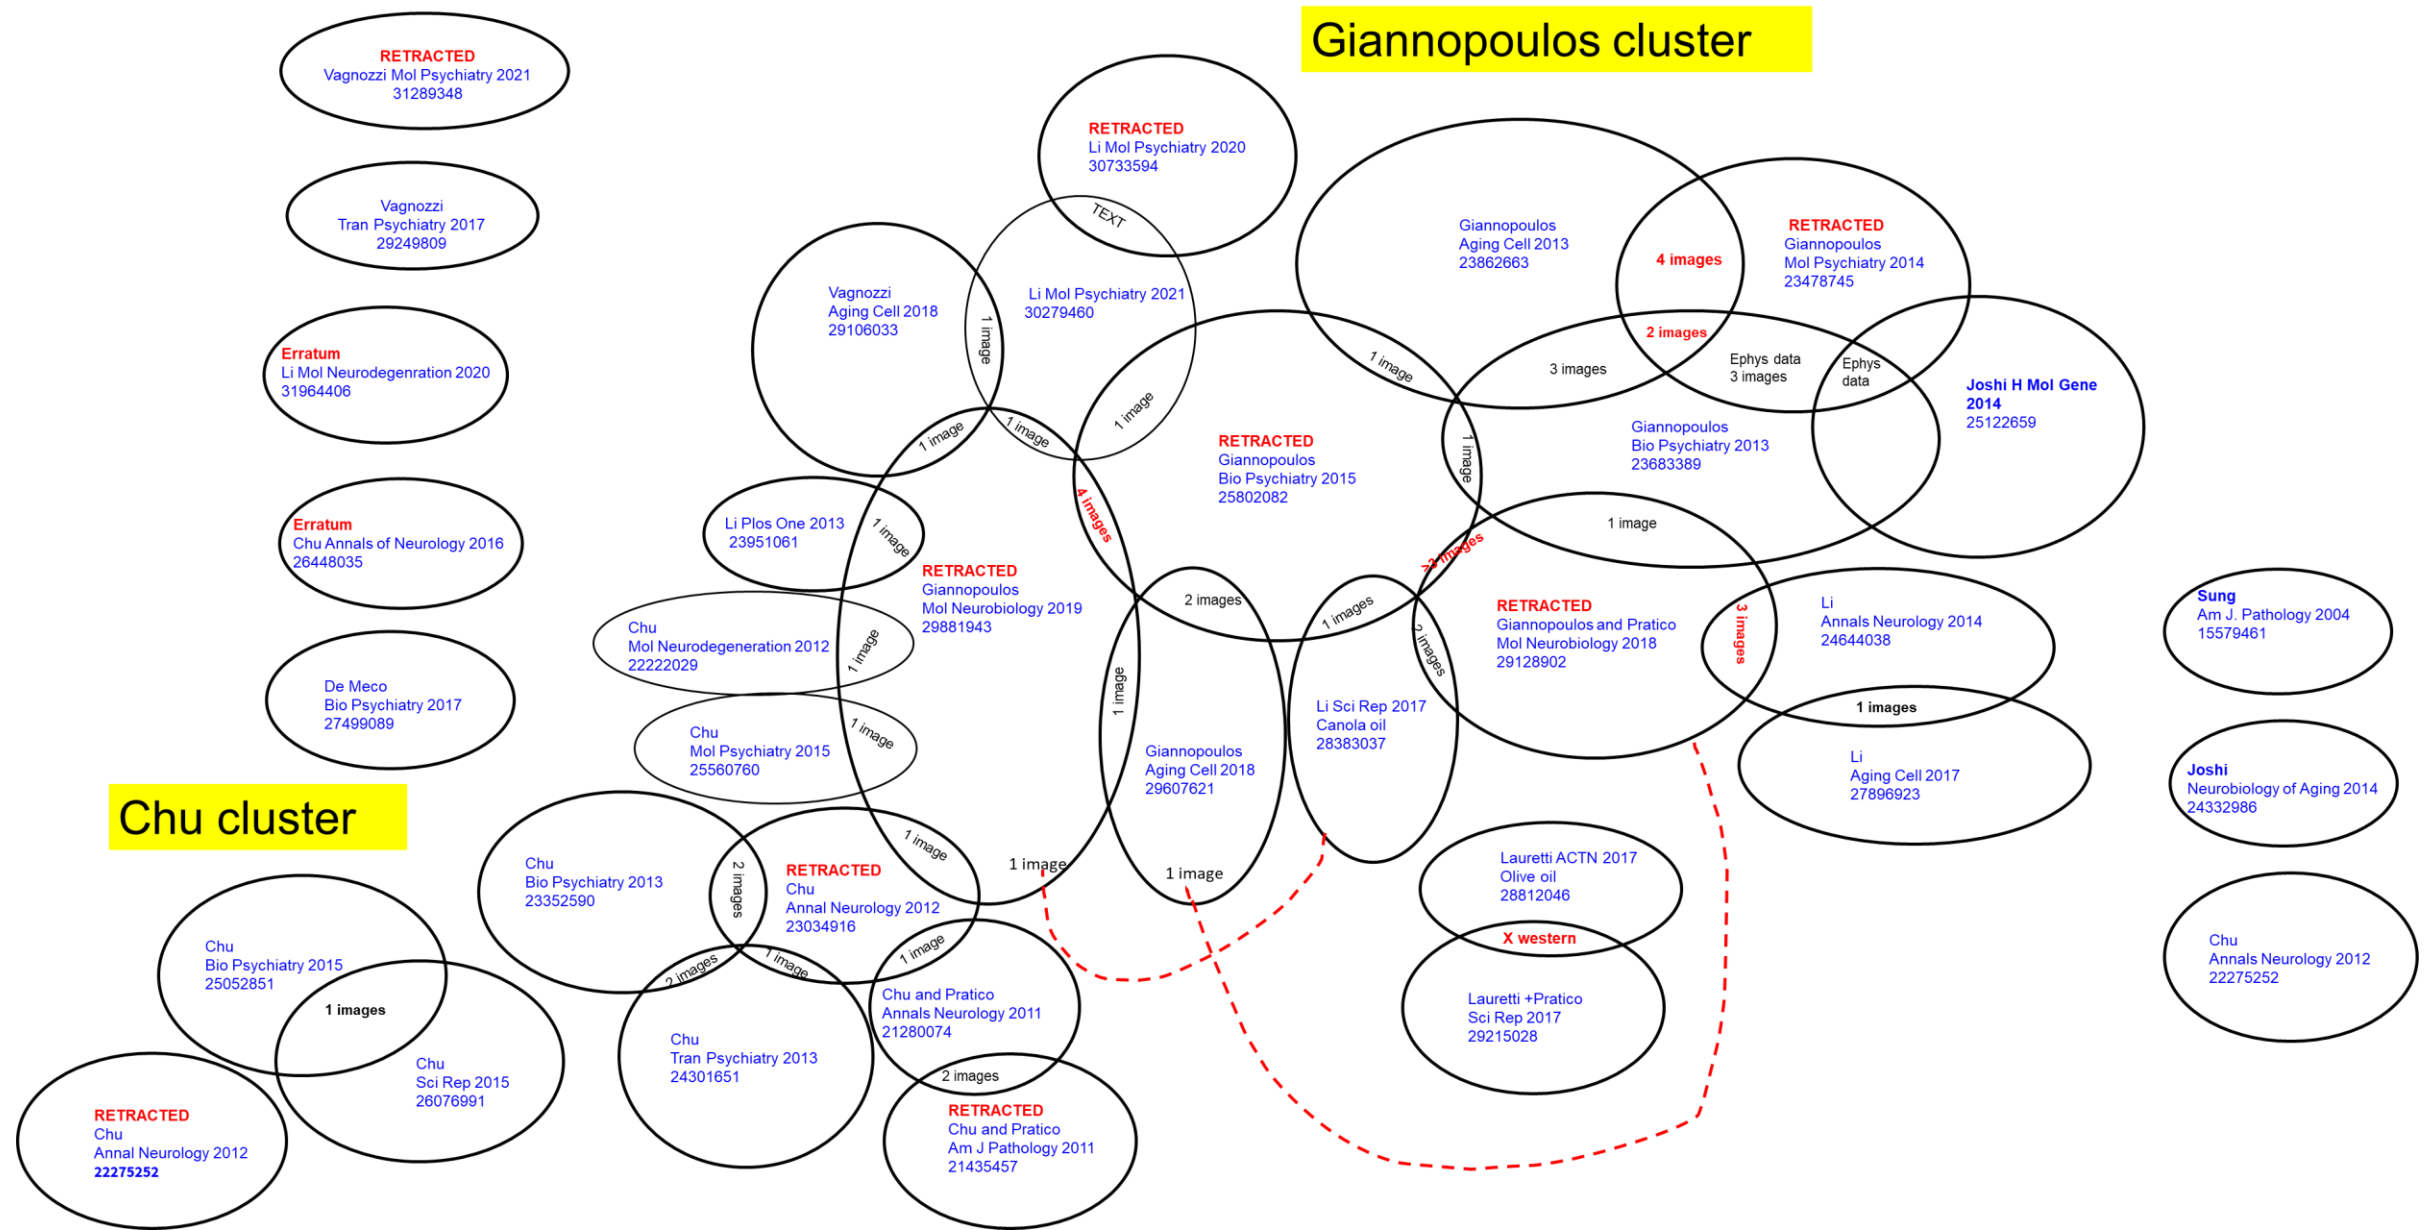 Giannopoulos cluster
RETRACTED
Vagnozzi Mol Psychiatry 2021
31289348
Vagnozzi
Tran Psychiatry 2017
29249809
Erratum
Li Mol Neurodegenration 2020
31964406
Erratum
Chu Annals of Neurology 2016
26448035
De Meco
Bio Psychiatry 2017
27499089
RETRACTED
Li Mol Psychiatry 2020
30733594
TEXT
Vagnozzi
Aging Cell 2018
29106033
1 image
Li Mol Psychiatry 2021
30279460
1 image
1 image
1 image
Giannopoulos
Aging Cell 2013
23862663
4 images
RETRACTED
Giannopoulos
Mol Psychiatry 2014
23478745
2 images
1 image
3 images
Ephys data
3 images
Ephys
data
Joshi H Mol Gene
2014
25122659
Giannopoulos
Bio Psychiatry 2013
23683389
1 image
RETRACTED
Giannopoulos
Bio Psychiatry 2015
25802082
4 images
>3 images
1 image
Li Plos One 2013
23951061
1 image
RETRACTED
Giannopoulos
Mol Neurobiology 2019
29881943
Chu
Mol Neurodegeneration 2012
22222029
1 image
Chu
Mol Psychiatry 2015
25560760
1 image
2 images
1 images
2 images
1 image
RETRACTED
Giannopoulos and Pratico
Mol Neurobiology 2018
29128902
3 images
Li
Annals Neurology 2014
24644038
1 images
Li
Aging Cell 2017
27896923
Sung
Am J. Pathology 2004
15579461
Joshi
Neurobiology of Aging 2014
24332986
Chu
Annals Neurology 2012
22275252
Giannopoulos
Aging Cell 2018
29607621
Li Sci Rep 2017
Canola oil
28383037
1 image
1 image
Lauretti ACTN 2017
Olive oil
28812046
X western
Lauretti +Pratico
Sci Rep 2017
29215028
Chu cluster
Chu
Bio Psychiatry 2013
23352590
2 images
RETRACTED
Chu
Annal Neurology 2012
23034916
1 image
2 images
1 image
1 image
Chu
Bio Psychiatry 2015
25052851
1 images
Chu
Sci Rep 2015
26076991
Chu
Tran Psychiatry 2013
24301651
Chu and Pratico
Annals Neurology 2011
21280074
2 images
RETRACTED
Chu and Pratico
Am J Pathology 2011
21435457
RETRACTED
Chu
Annal Neurology 2012
22275252